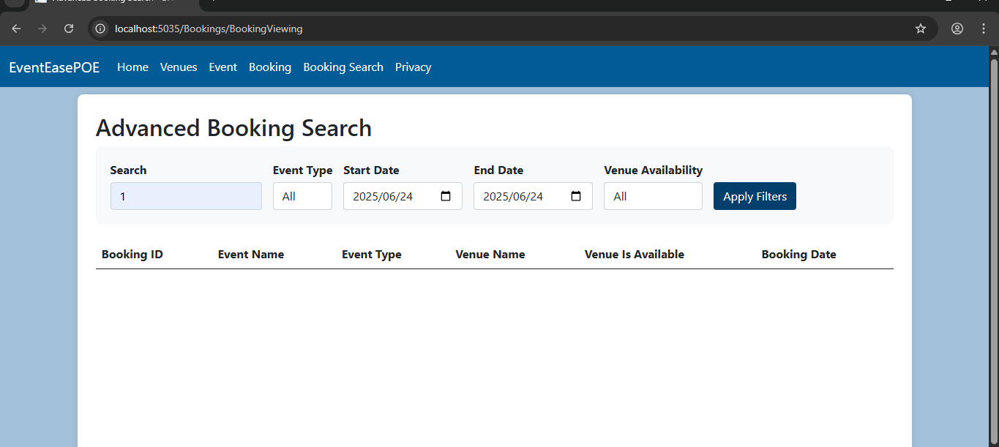 localhost:5035/Bookings/BookingViewing
EventEasePOE Home Venues Event Booking Booking Search Privacy
Advanced Booking Search
Search Event Type Start Date End Date Venue Availability
1 All 2025/06/24 2025/06/24 All Apply Filters
Booking ID Event Name Event Type Venue Name Venue Is Available Booking Date